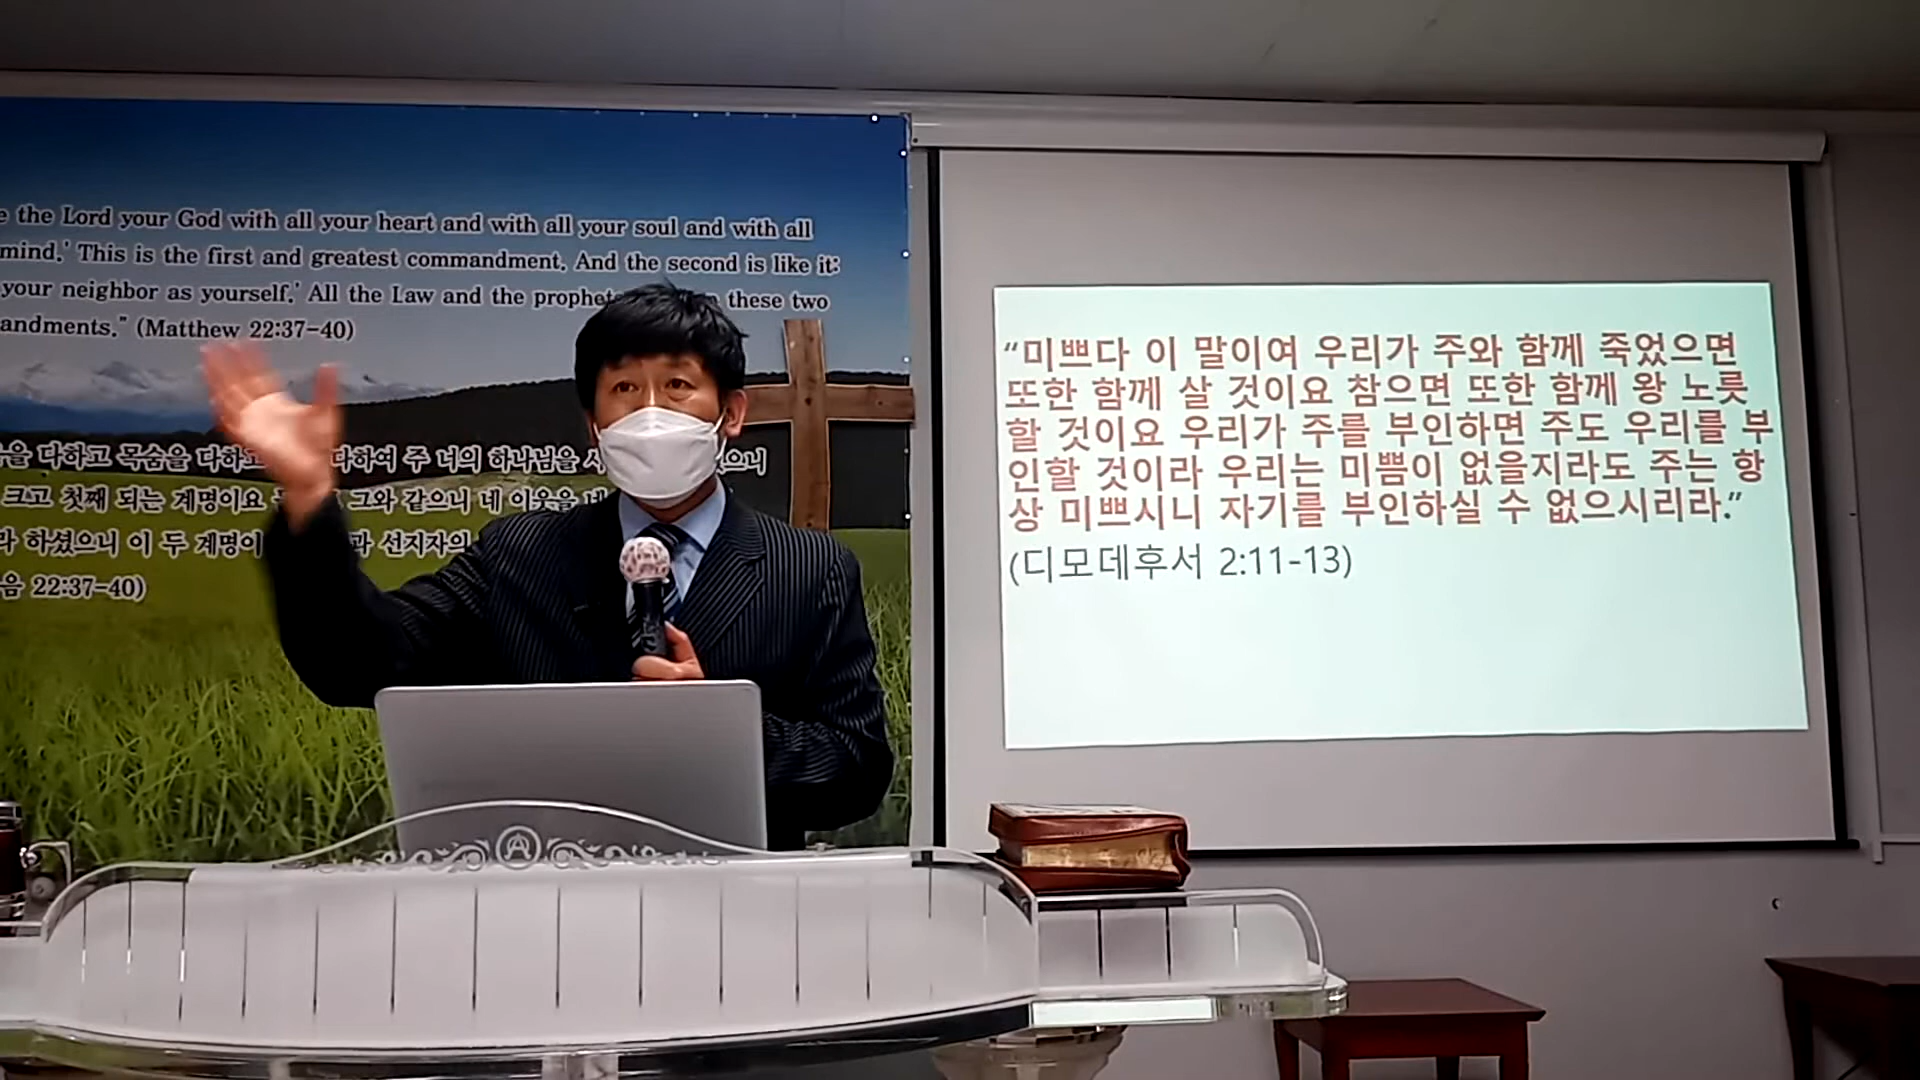 e the Lord your God with all your heart and with all your soul and with all
mind.' This is the first and greatest commandment. And the second is like it:
your neighbor as yourself.' All the Law and the prophets these two
andments." (Matthew 22:37-40)
을 다하고 목숨을 다하고 다하여 주 너의 하나님을 으니
크고 첫째 되는 계명이요 그와 같으니 네 이웃을 네
라 하셨으니 이 두 계명이 과 선지자의
음 22:37-40)
“미쁘다 이 말이여 우리가 주와 함께 죽었으면
또한 함께 살 것이요 참으면 또한 함께 왕 노릇
할 것이요 우리가 주를 부인하면 주도 우리를 부
인할 것이라 우리는 미쁨이 없을지라도 주는 항
상 미쁘시니 자기를 부인하실 수 없으시리라.”
(디모데후서 2:11-13)